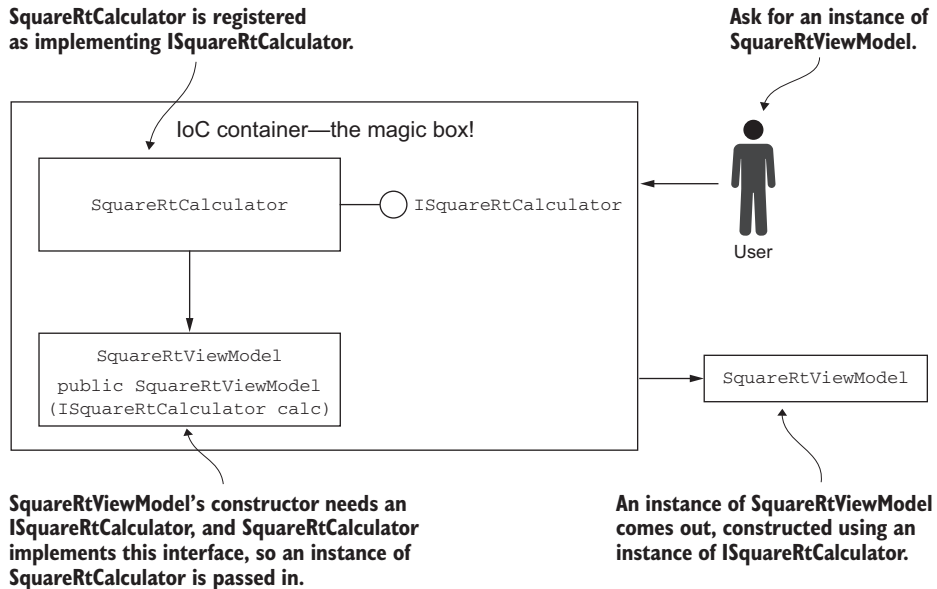 SquareRtCalculator is registered
as implementing ISquareRtCalculator.
Ask for an instance of
SquareRtViewModel.
IoC container—the magic box!
SquareRtCalculator
ISquareRtCalculator
User
SquareRtViewModel
public SquareRtViewModel
(ISquareRtCalculator calc)
SquareRtViewModel
SquareRtViewModel's constructor needs an
ISquareRtCalculator, and SquareRtCalculator
implements this interface, so an instance of
SquareRtCalculator is passed in.
An instance of SquareRtViewModel
comes out, constructed using an
instance of ISquareRtCalculator.